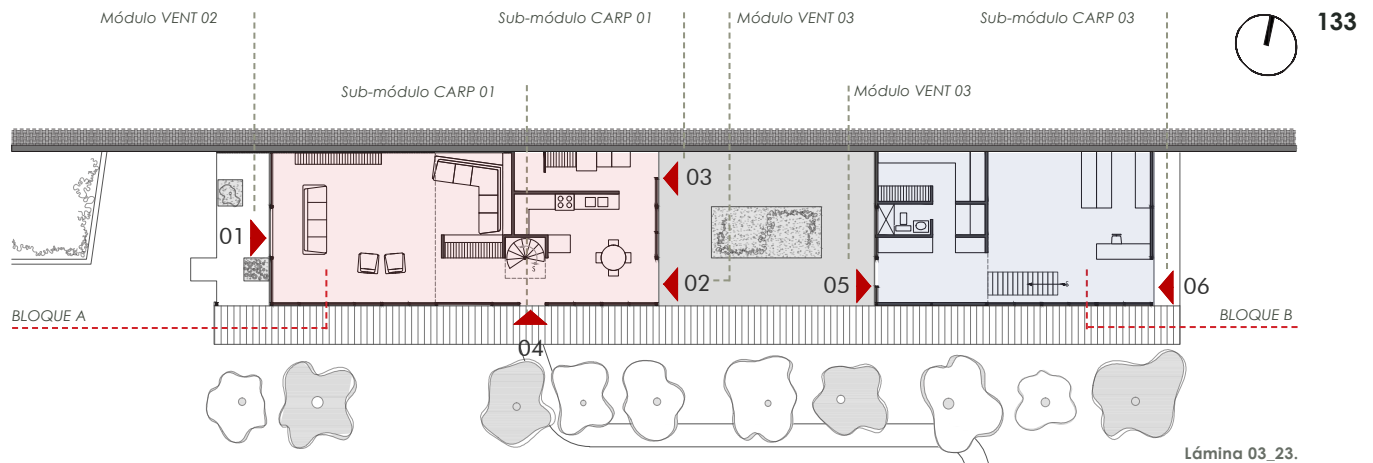 Módulo VENT 02
Sub-módulo CARP 01
Módulo VENT 03
Sub-módulo CARP 03
133
Sub-módulo CARP 01
Módulo VENT 03
03
01
02
05
06
BLOQUE A
BLOQUE B
04
S
S
Lámina 03_23.